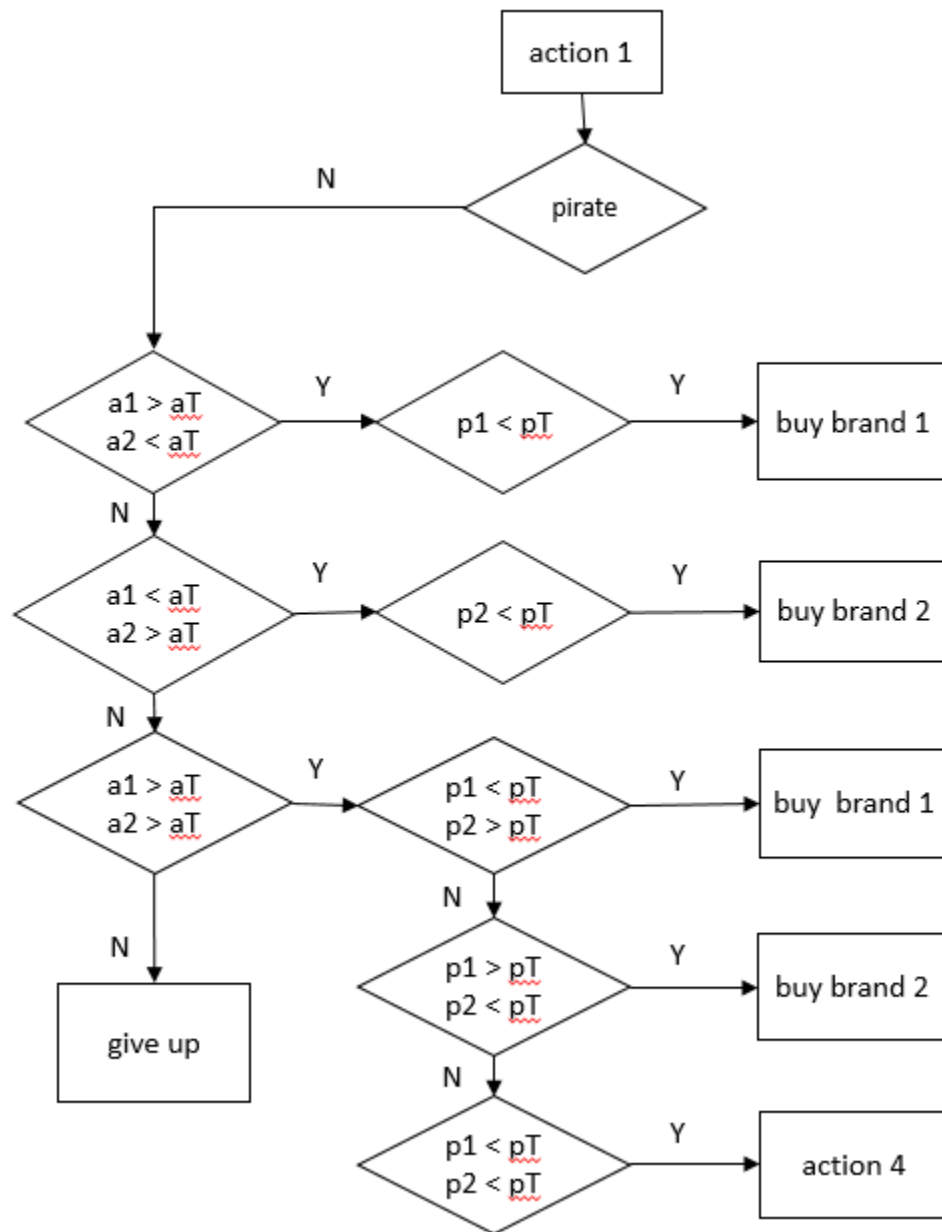 action 1
N
pirate
a1 > aT
a2 < aT
Y
p1 < pT
Y
buy brand 1
N
a1 < aT
a2 > aT
Y
p2 < pT
Y
buy brand 2
N
a1 > aT
a2 > aT
Y
p1 < pT
p2 > pT
Y
buy brand 1
N
give up
N
p1 > pT
p2 < pT
Y
buy brand 2
N
p1 < pT
p2 < pT
Y
action 4